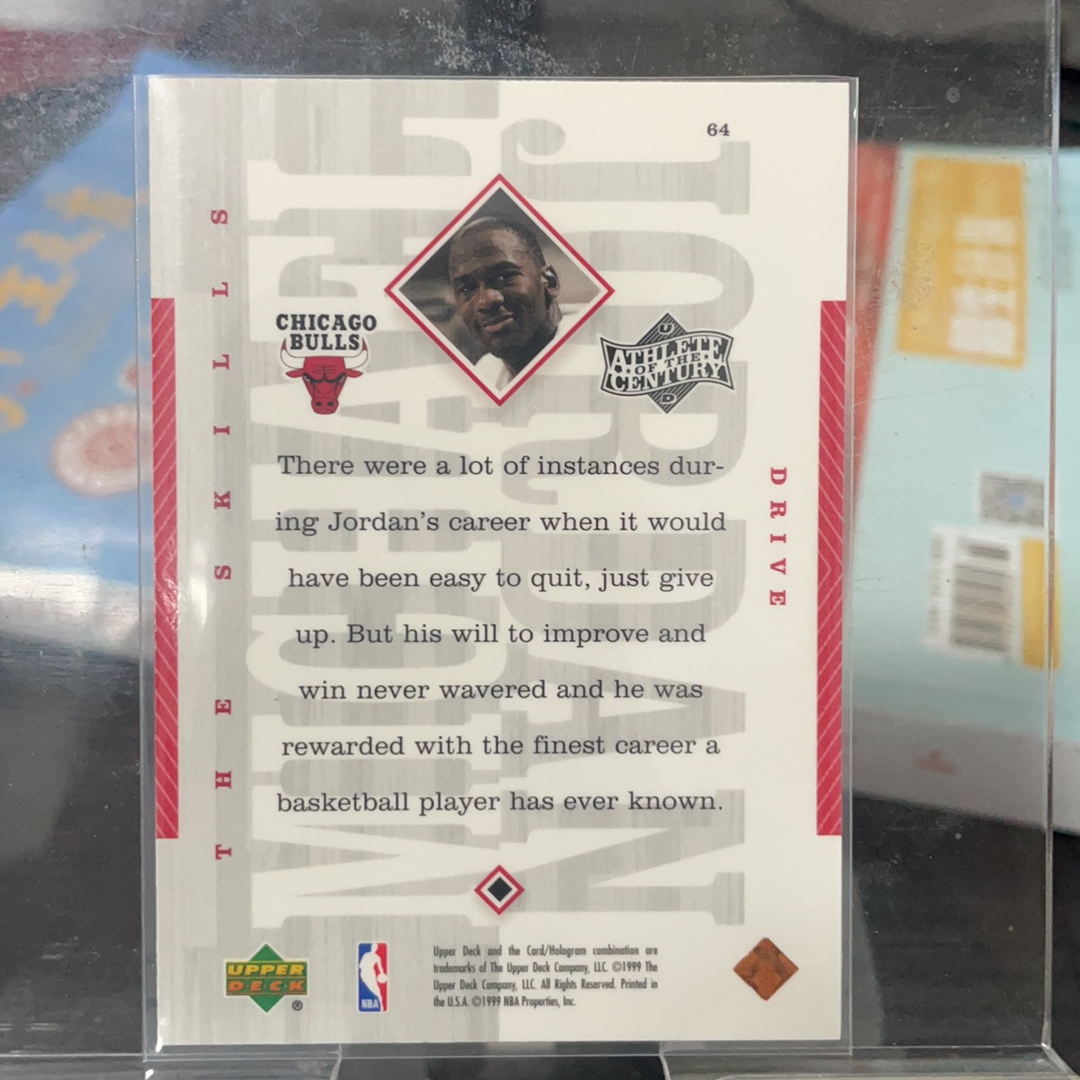 64
MICHAEL
JORDAN
THE SKILLS
CHICAGO
BULLS
U
ATHLETE
OF THE
CENTURY
D
DRIVE
There were a lot of instances dur-
ing Jordan's career when it would
have been easy to quit, just give
up. But his will to improve and
win never wavered and he was
rewarded with the finest career a
basketball player has ever known.
UPPER
D·E·C·K
®
NBA
Upper Deck and the Card/Hologram combination are
trademarks of The Upper Deck Company, LLC. ©1999 The
Upper Deck Company, LLC. All Rights Reserved. Printed in
the U.S.A. ©1999 NBA Properties, Inc.